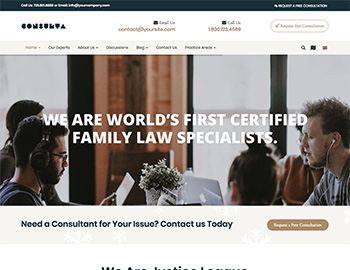 Call Us: 725.853.8888 or Email: info@yourcompany.com
REQUEST A FREE CONSULTATION
CONSULTA
Email Us
contact@yoursite.com
Call Us
1.800.123.4569
Request Free Consultation
Home
Our Experts
About Us
Discussions
Blog
Contact Us
Practice Areas
WE ARE WORLD'S FIRST CERTIFIED
FAMILY LAW SPECIALISTS.
Need a Consultant for Your Issue? Contact us Today
Request a Free Consultation
We Are Justice League